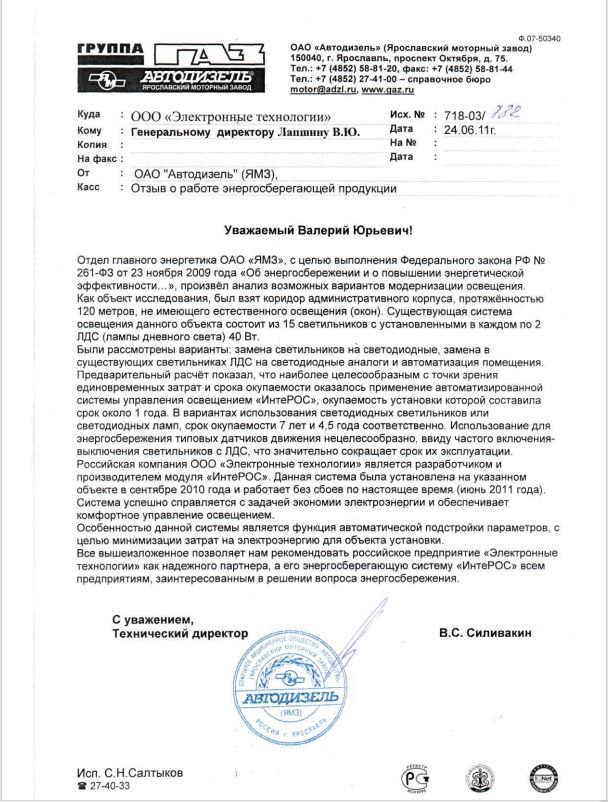 Ф.07-50340
ГРУППА ГАЗ
АВТОДИЗЕЛЬ
ЯРОСЛАВСКИЙ МОТОРНЫЙ ЗАВОД
ОАО «Автодизель» (Ярославский моторный завод)
150040, г. Ярославль, проспект Октября, д. 75.
Тел.: +7 (4852) 58-81-20, факс: +7 (4852) 58-81-44
Тел.: +7 (4852) 27-41-00 – справочное бюро
motor@adzl.ru, www.gaz.ru
Куда : ООО «Электронные технологии»
Кому : Генеральному директору Лапшину В.Ю.
Копия :
На факс :
От : ОАО "Автодизель" (ЯМЗ),
Касс : Отзыв о работе энергосберегающей продукции
Исх. № : 718-03/ 782
Дата : 24.06.11г.
На № :
Дата :
Уважаемый Валерий Юрьевич!
Отдел главного энергетика ОАО «ЯМЗ», с целью выполнения Федерального закона РФ №
261-ФЗ от 23 ноября 2009 года «Об энергосбережении и о повышении энергетической
эффективности...», произвёл анализ возможных вариантов модернизации освещения.
Как объект исследования, был взят коридор административного корпуса, протяжённостью
120 метров, не имеющего естественного освещения (окон). Существующая система
освещения данного объекта состоит из 15 светильников с установленными в каждом по 2
ЛДС (лампы дневного света) 40 Вт.
Были рассмотрены варианты: замена светильников на светодиодные, замена в
существующих светильниках ЛДС на светодиодные аналоги и автоматизация помещения.
Предварительный расчёт показал, что наиболее целесообразным с точки зрения
единовременных затрат и срока окупаемости оказалось применение автоматизированной
системы управления освещением «ИнтеРОС», окупаемость установки которой составила
срок около 1 года. В вариантах использования светодиодных светильников или
светодиодных ламп, срок окупаемости 7 лет и 4,5 года соответственно. Использование для
энергосбережения типовых датчиков движения нецелесообразно, ввиду частого включения-
выключения светильников с ЛДС, что значительно сокращает срок их эксплуатации.
Российская компания ООО «Электронные технологии» является разработчиком и
производителем модуля «ИнтеРОС». Данная система была установлена на указанном
объекте в сентябре 2010 года и работает без сбоев по настоящее время (июнь 2011 года).
Система успешно справляется с задачей экономии электроэнергии и обеспечивает
комфортное управление освещением.
Особенностью данной системы является функция автоматической подстройки параметров, с
целью минимизации затрат на электроэнергию для объекта установки.
Все вышеизложенное позволяет нам рекомендовать российское предприятие «Электронные
технологии» как надежного партнера, а его энергосберегающую систему «ИнтеРОС» всем
предприятиям, заинтересованным в решении вопроса энергосбережения.
С уважением,
Технический директор
В.С. Силивакин
ОТКРЫТОЕ АКЦИОНЕРНОЕ ОБЩЕСТВО "АВТОДИЗЕЛЬ"
(ЯРОСЛАВСКИЙ МОТОРНЫЙ ЗАВОД)
АВТОДИЗЕЛЬ
(ЯМЗ)
РОССИЯ г. ЯРОСЛАВЛЬ
Исп. С.Н.Салтыков
☎ 27-40-33
РЕГИСТР